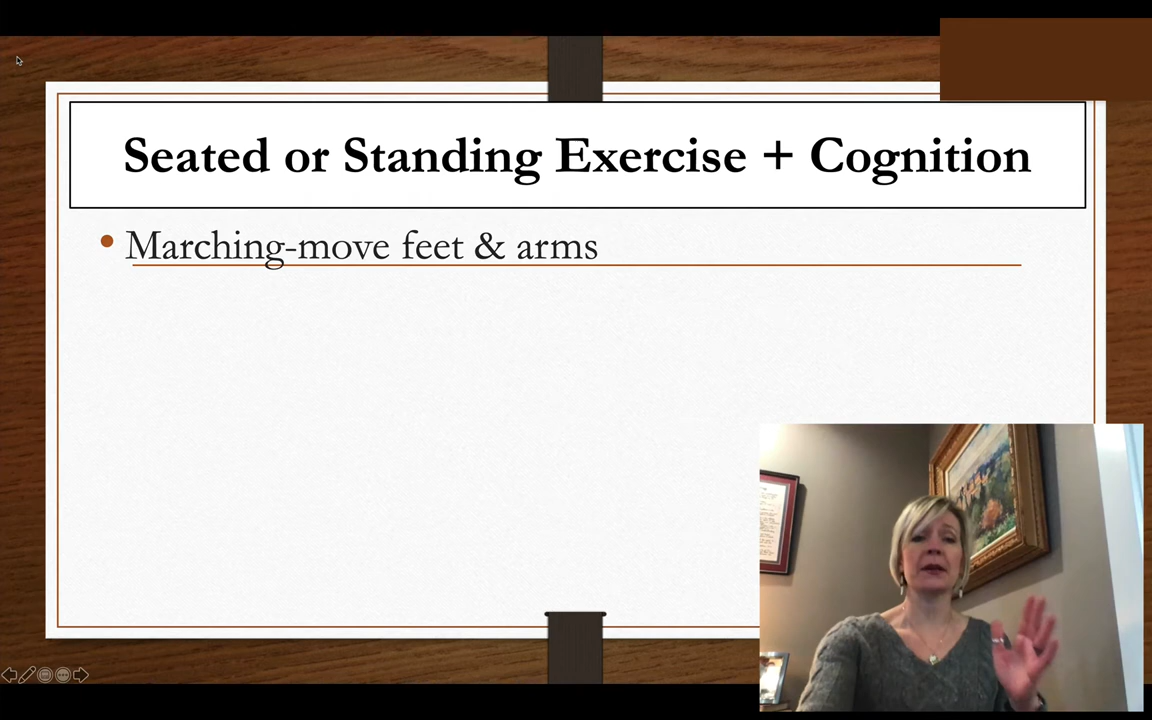 Seated or Standing Exercise + Cognition
• Marching-move feet & arms